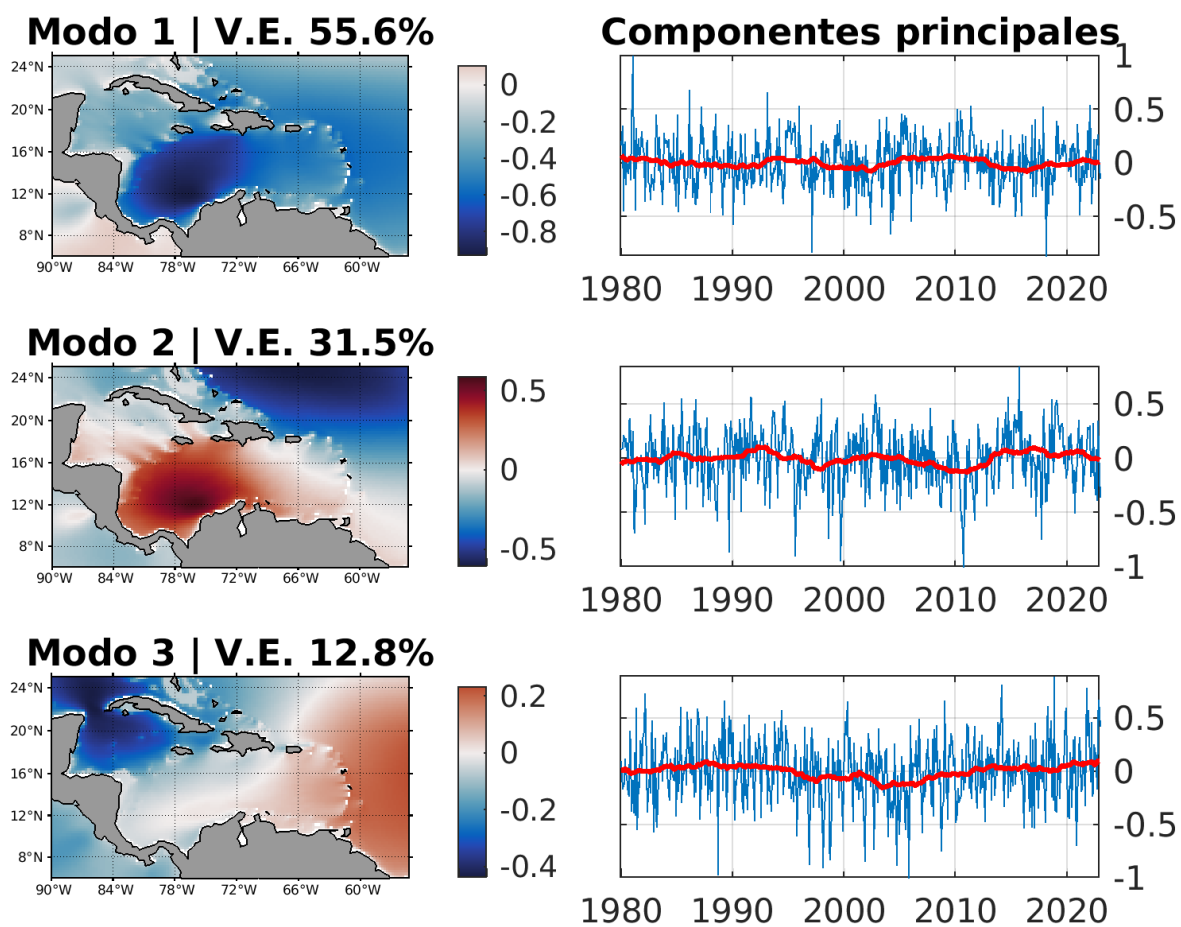 Modo 1 | V.E. 55.6%
Componentes principales
24°N
20°N
16°N
12°N
8°N
90°W 84°W 78°W 72°W 66°W 60°W
0
-0.2
-0.4
-0.6
-0.8
1
0.5
0
-0.5
1980 1990 2000 2010 2020
Modo 2 | V.E. 31.5%
24°N
20°N
16°N
12°N
8°N
90°W 84°W 78°W 72°W 66°W 60°W
0.5
0
-0.5
0.5
0
-0.5
-1
1980 1990 2000 2010 2020
Modo 3 | V.E. 12.8%
24°N
20°N
16°N
12°N
8°N
90°W 84°W 78°W 72°W 66°W 60°W
0.2
0
-0.2
-0.4
0.5
0
-0.5
-1
1980 1990 2000 2010 2020